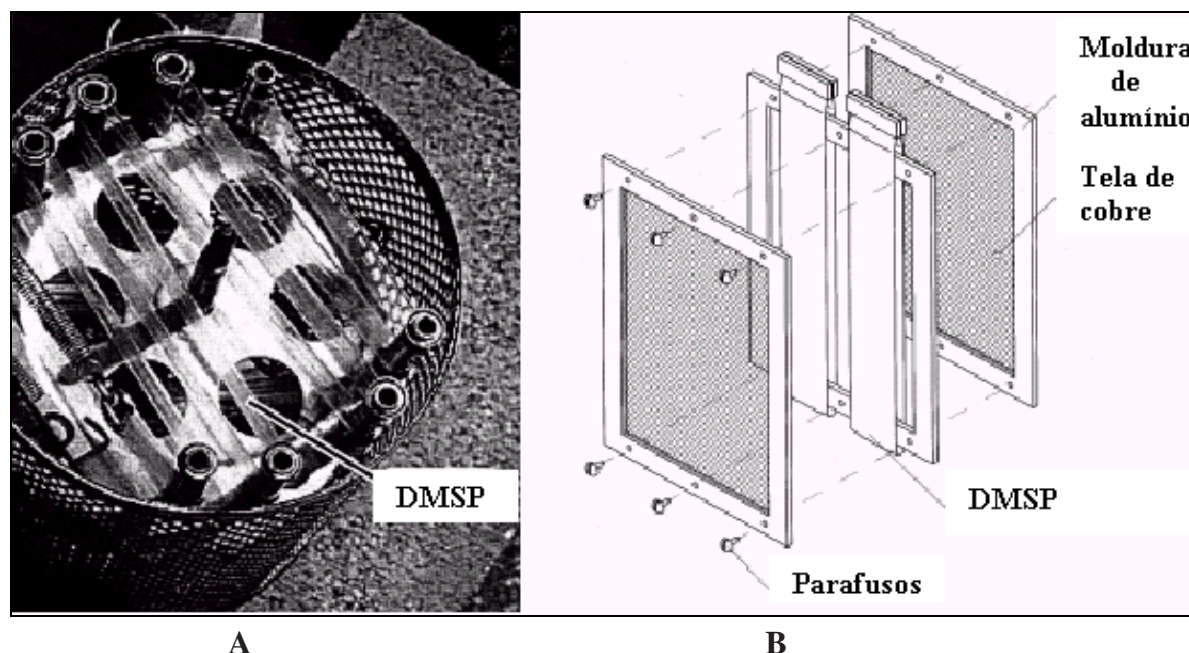 Moldura
de
alumínio
Tela de
cobre
DMSP
DMSP
Parafusos
A
B